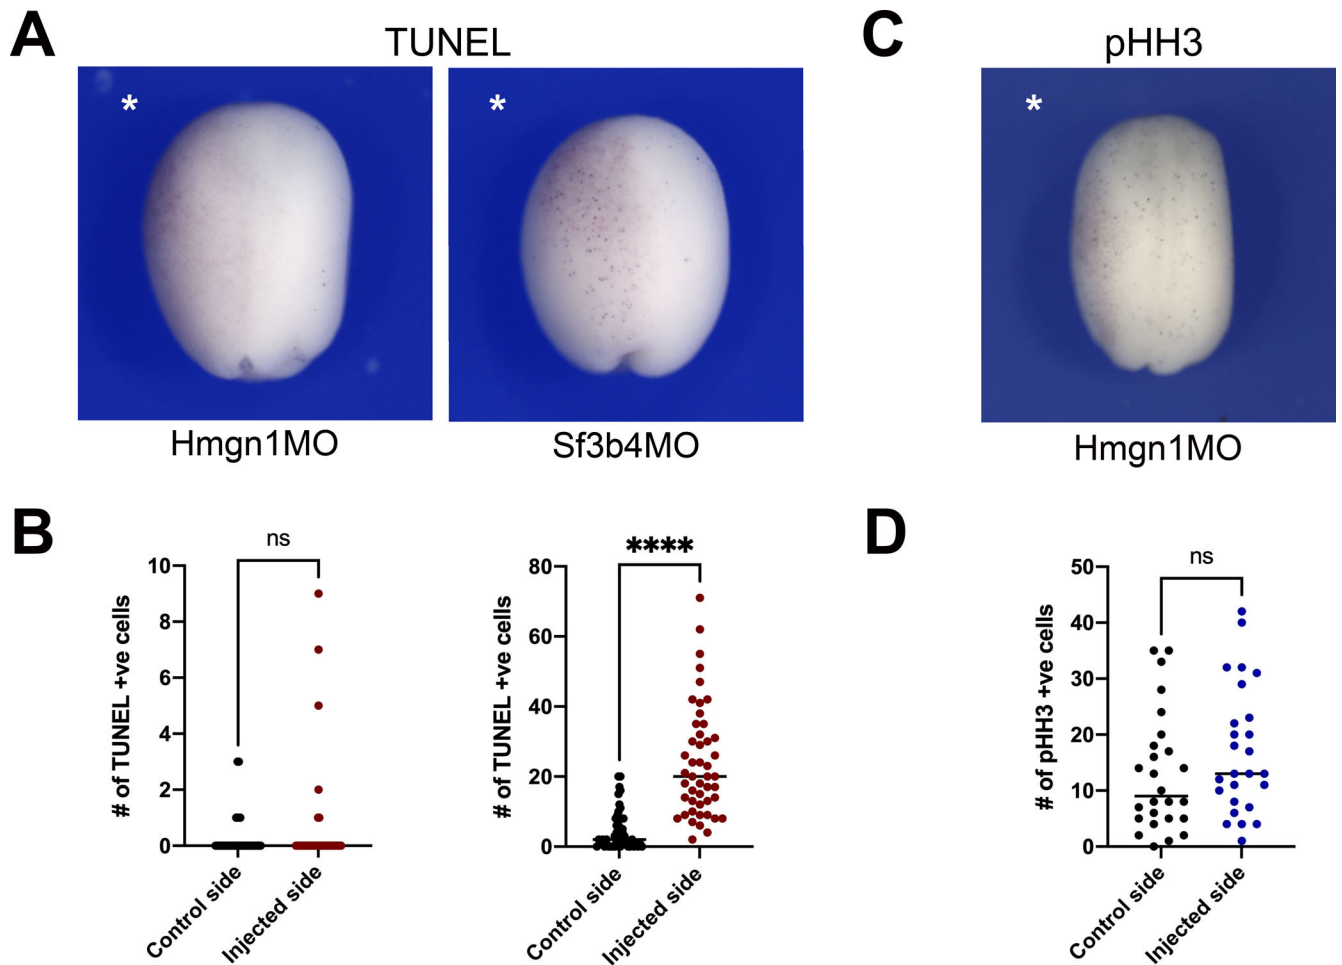 A
TUNEL
C
pHH3
*
*
*
Hmgn1MO
Sf3b4MO
Hmgn1MO
B
ns
# of TUNEL +ve cells
10
8
6
4
2
0
Control side
Injected side
****
# of TUNEL +ve cells
80
60
40
20
0
Control side
Injected side
D
ns
# of pHH3 +ve cells
50
40
30
20
10
0
Control side
Injected side